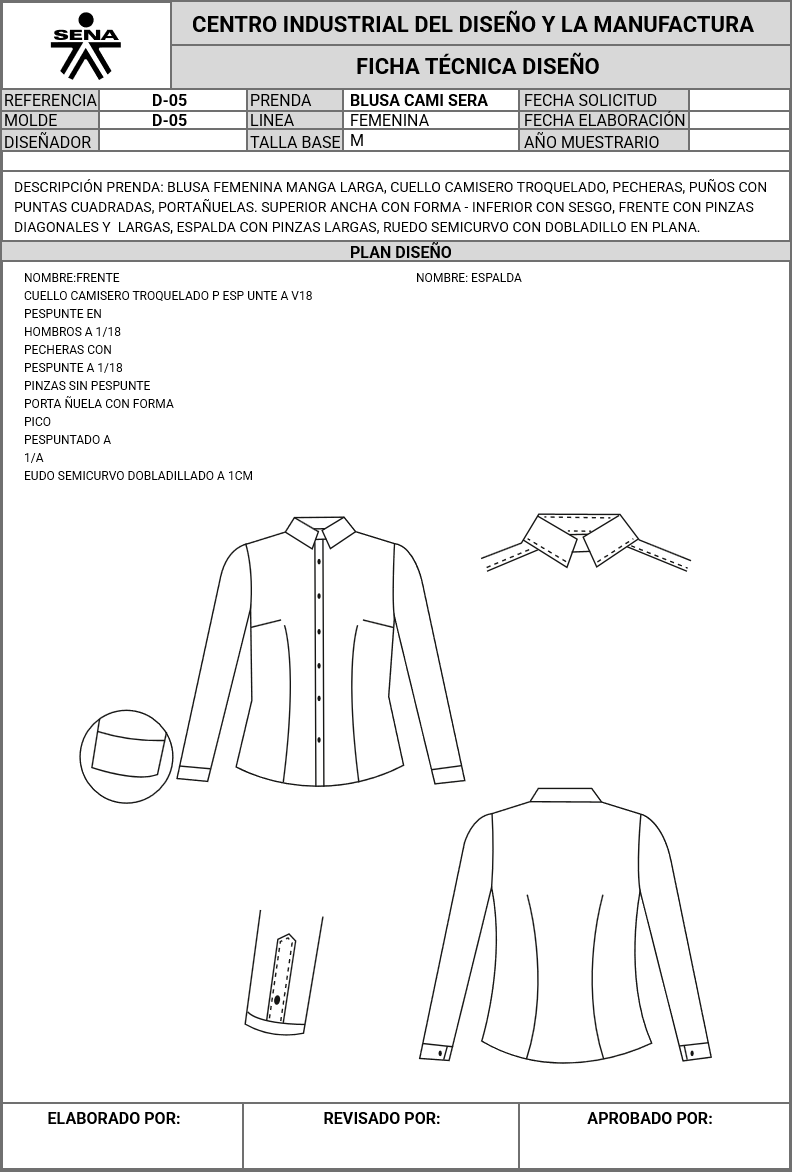 SENA
CENTRO INDUSTRIAL DEL DISEÑO Y LA MANUFACTURA
FICHA TÉCNICA DISEÑO
REFERENCIA D-05 PRENDA BLUSA CAMI SERA FECHA SOLICITUD
MOLDE D-05 LINEA FEMENINA FECHA ELABORACIÓN
DISEÑADOR TALLA BASE M AÑO MUESTRARIO
DESCRIPCIÓN PRENDA: BLUSA FEMENINA MANGA LARGA, CUELLO CAMISERO TROQUELADO, PECHERAS, PUÑOS CON
PUNTAS CUADRADAS, PORTAÑUELAS. SUPERIOR ANCHA CON FORMA - INFERIOR CON SESGO, FRENTE CON PINZAS
DIAGONALES Y LARGAS, ESPALDA CON PINZAS LARGAS, RUEDO SEMICURVO CON DOBLADILLO EN PLANA.
PLAN DISEÑO
NOMBRE:FRENTE NOMBRE: ESPALDA
CUELLO CAMISERO TROQUELADO P ESP UNTE A V18
PESPUNTE EN
HOMBROS A 1/18
PECHERAS CON
PESPUNTE A 1/18
PINZAS SIN PESPUNTE
PORTA ÑUELA CON FORMA
PICO
PESPUNTADO A
1/A
EUDO SEMICURVO DOBLADILLADO A 1CM
ELABORADO POR: REVISADO POR: APROBADO POR: